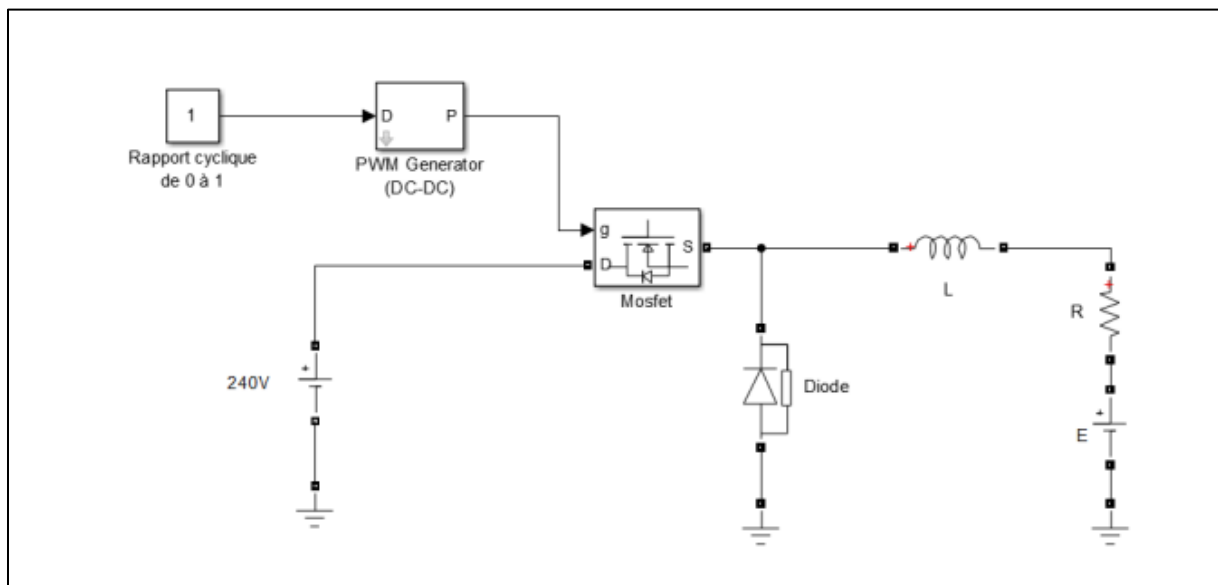 1
Rapport cyclique
de 0 à 1
D
P
PWM Generator
(DC-DC)
g
D
S
Mosfet
240V
+
Diode
+
L
+
R
+
E